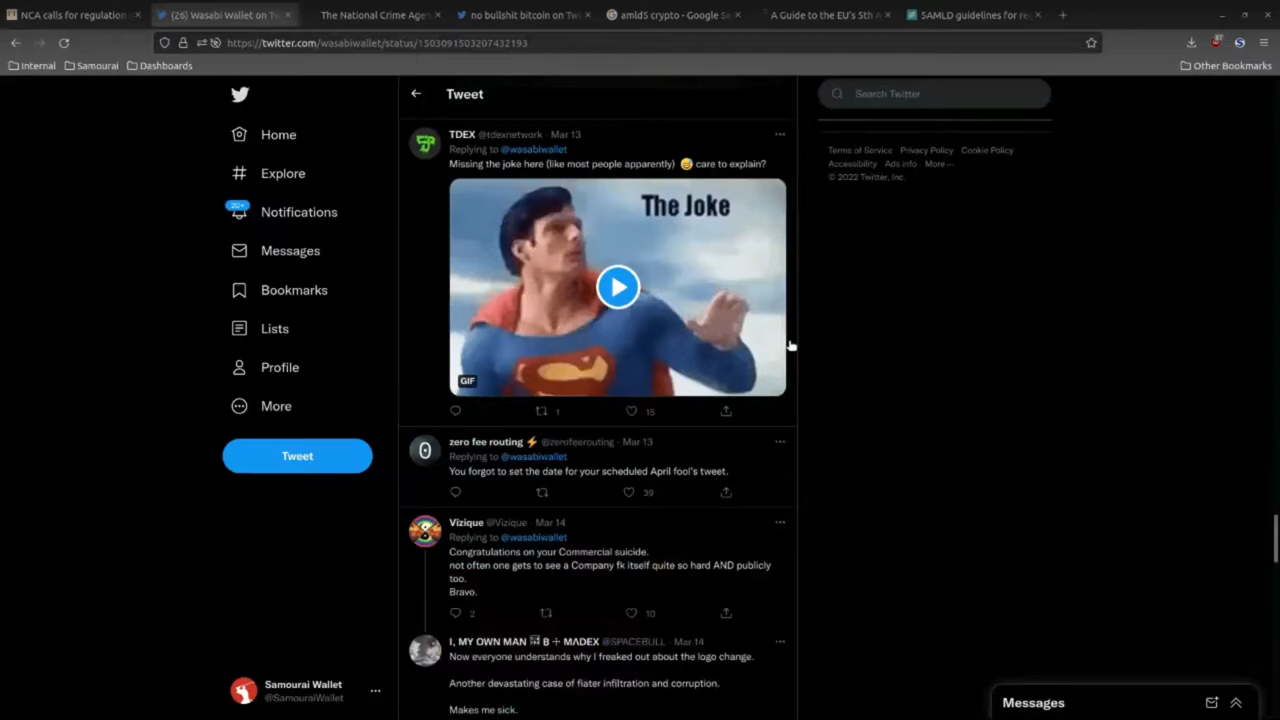 NCA calls for regulation
(26) Wasabi Wallet on Tw
The National Crime Agen
no bullshit bitcoin on Twi
amld5 crypto - Google Se
A Guide to the EU's 5th A
5AMLD guidelines for re
https://twitter.com/wasabiwallet/status/1503091503207432193
Internal
Samourai
Dashboards
Other Bookmarks
Home
Explore
20+
Notifications
Messages
Bookmarks
Lists
Profile
More
Tweet
Samourai Wallet
@SamouraiWallet
Tweet
TDEX @tdexnetwork · Mar 13
Replying to @wasabiwallet
Missing the joke here (like most people apparently) 😅 care to explain?
The Joke
GIF
1 15
zero fee routing ⚡ @zerofeerouting · Mar 13
Replying to @wasabiwallet
You forgot to set the date for your scheduled April fool's tweet.
39
Vizique @Vizique · Mar 14
Replying to @wasabiwallet
Congratulations on your Commercial suicide.
not often one gets to see a Company fk itself quite so hard AND publicly
too.
Bravo.
2 10
I, MY OWN MAN B ÷ MADEX @SPACEBULL · Mar 14
Now everyone understands why I freaked out about the logo change.
Another devastating case of fiater infiltration and corruption.
Makes me sick.
Search Twitter
Terms of Service Privacy Policy Cookie Policy
Accessibility Ads info More ···
© 2022 Twitter, Inc.
Messages